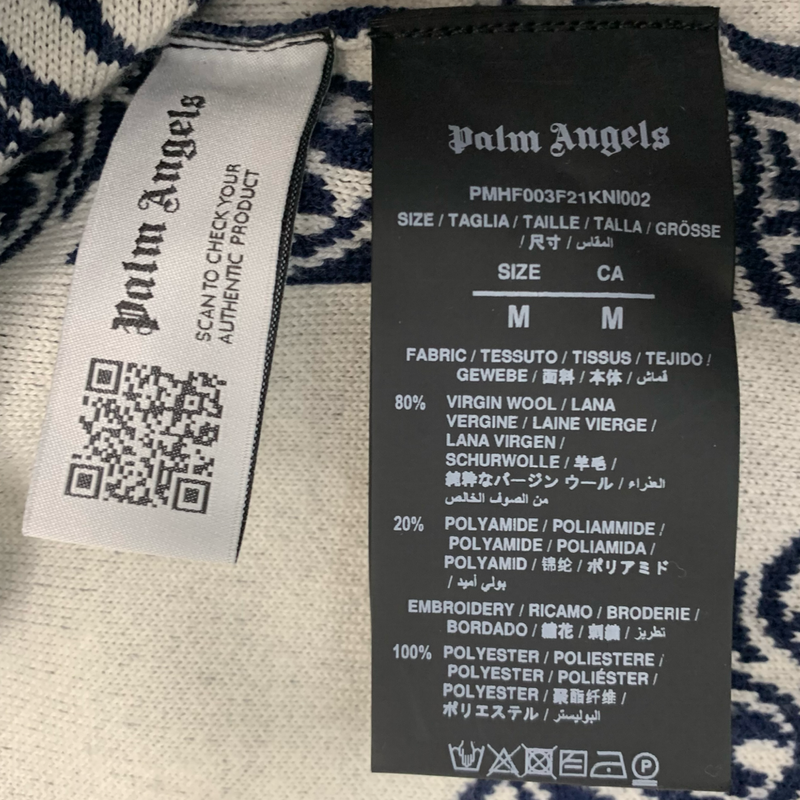 Palm Angels
SCAN TO CHECK YOUR
AUTHENTIC PRODUCT
Palm Angels
PMHF003F21KNI002
SIZE / TAGLIA / TAILLE / TALLA / GRÖSSE
/ 尺寸 / المقاس
SIZE CA
M M
FABRIC / TESSUTO / TISSUS / TEJIDO /
GEWEBE / 面料 / 本体 / قماش
80% VIRGIN WOOL / LANA
VERGINE / LAINE VIERGE /
LANA VIRGEN /
SCHURWOLLE / 羊毛 /
純粋なバージン ウール / العذراء
من الصوف الخالص
20% POLYAMIDE / POLIAMMIDE /
POLYAMIDE / POLIAMIDA /
POLYAMID / 锦纶 / ポリアミド
/ بولي أميد
EMBROIDERY / RICAMO / BRODERIE /
BORDADO / 繡花 / 刺繍 / تطريز
100% POLYESTER / POLIESTERE /
POLYESTER / POLIÉSTER /
POLYESTER / 聚酯纤维 /
ポリエステル / البوليستر
P